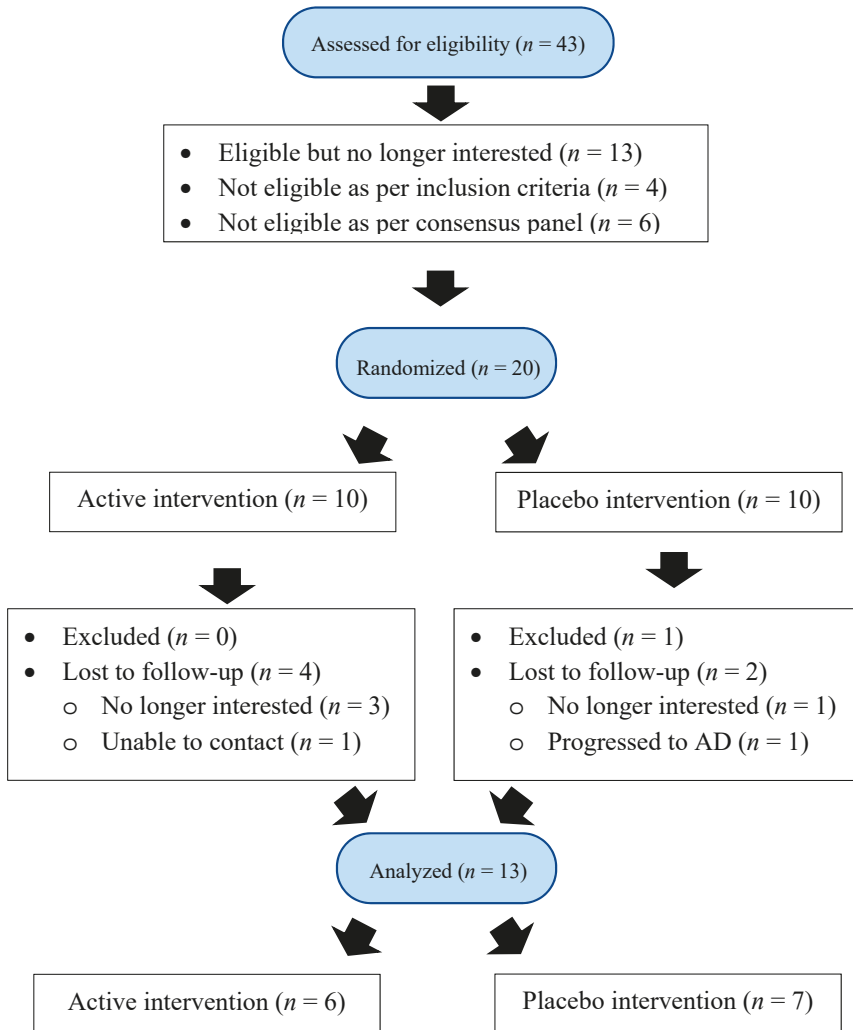 Assessed for eligibility (n = 43)
• Eligible but no longer interested (n = 13)
• Not eligible as per inclusion criteria (n = 4)
• Not eligible as per consensus panel (n = 6)
Randomized (n = 20)
Active intervention (n = 10)
Placebo intervention (n = 10)
• Excluded (n = 0)
• Lost to follow-up (n = 4)
o No longer interested (n = 3)
o Unable to contact (n = 1)
• Excluded (n = 1)
• Lost to follow-up (n = 2)
o No longer interested (n = 1)
o Progressed to AD (n = 1)
Analyzed (n = 13)
Active intervention (n = 6)
Placebo intervention (n = 7)